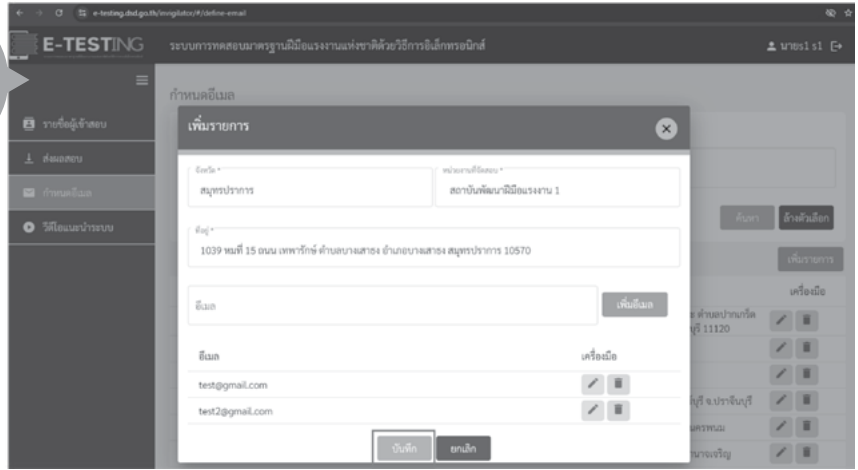 e-testing.dsd.go.th/invigilator/#/define-email
E-TESTING ระบบการทดสอบมาตรฐานฝีมือแรงงานแห่งชาติด้วยวิธีการอิเล็กทรอนิกส์ นายs1 s1
กำหนดอีเมล
รายชื่อผู้เข้าสอบ
ส่งผลสอบ
กำหนดอีเมล
วิดีโอแนะนำระบบ
เพิ่มรายการ
จังหวัด *
สมุทรปราการ
หน่วยงานที่จัดสอบ *
สถาบันพัฒนาฝีมือแรงงาน 1
ที่อยู่ *
1039 หมที่ 15 ถนน เทพารักษ์ ตำบลบางเสาธง อำเภอบางเสาธง สมุทรปราการ 10570
อีเมล เพิ่มอีเมล
อีเมล เครื่องมือ
test@gmail.com
test2@gmail.com
บันทึก ยกเลิก
ค้นหา ล้างตัวเลือก
เพิ่มรายการ
เครื่องมือ
ตำบลปากเกร็ด
บุรี 11120
จ.ปราจีนบุรี
นครพนม